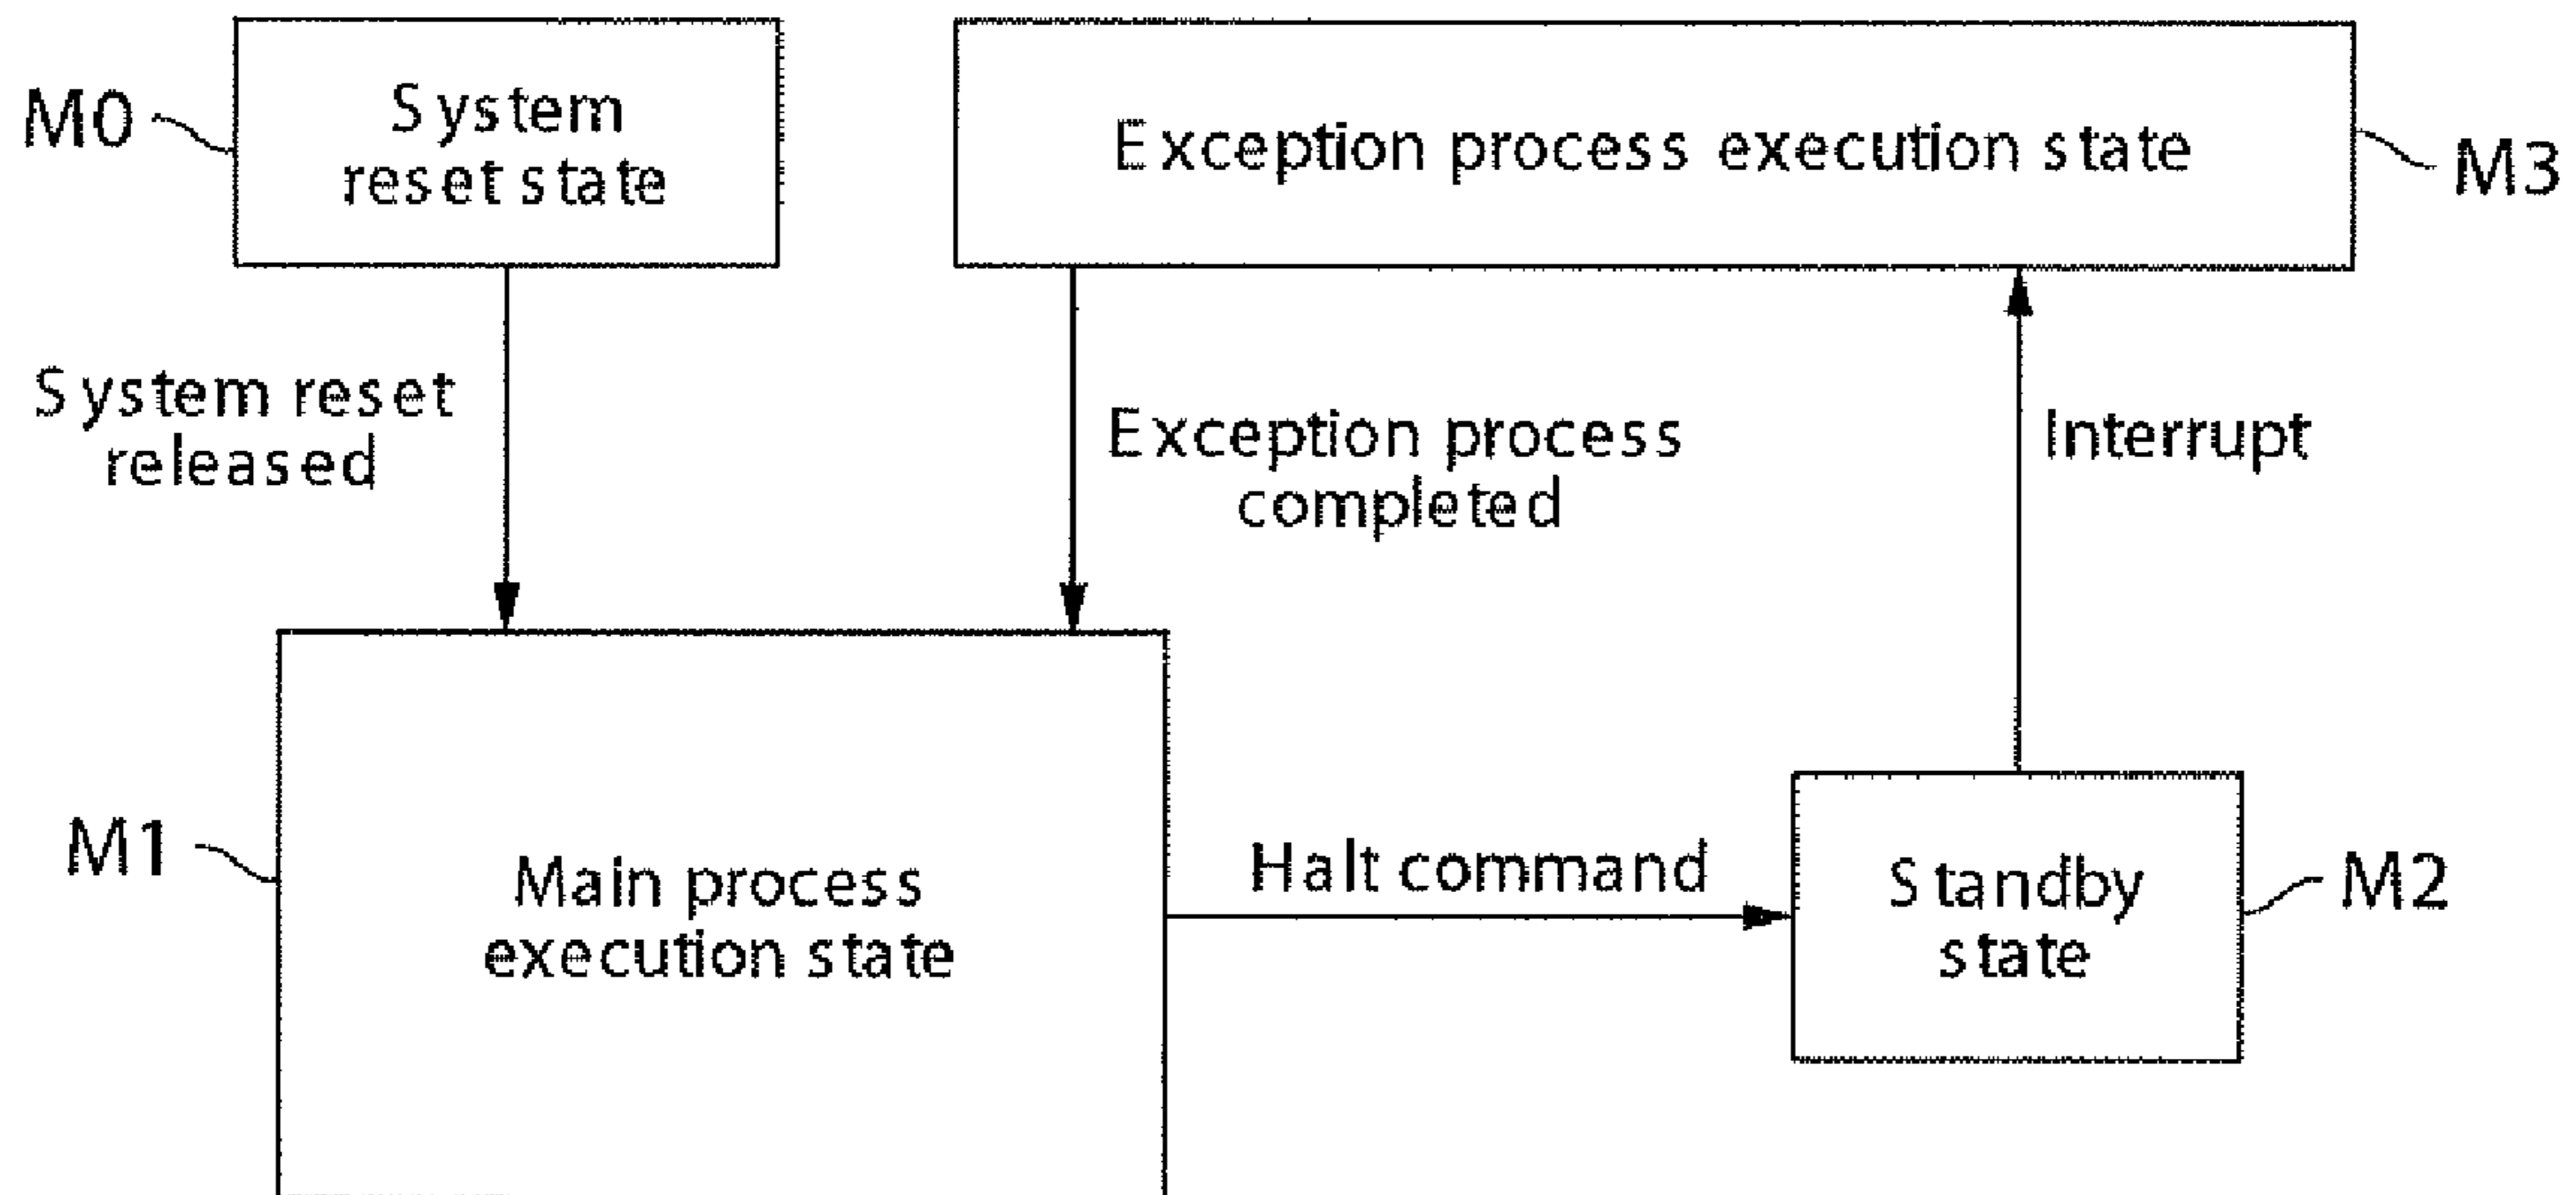 M0
System
reset state
Exception process execution state
M3
System reset
released
Exception process
completed
Interrupt
M1
Main process
execution state
Halt command
Standby
state
M2